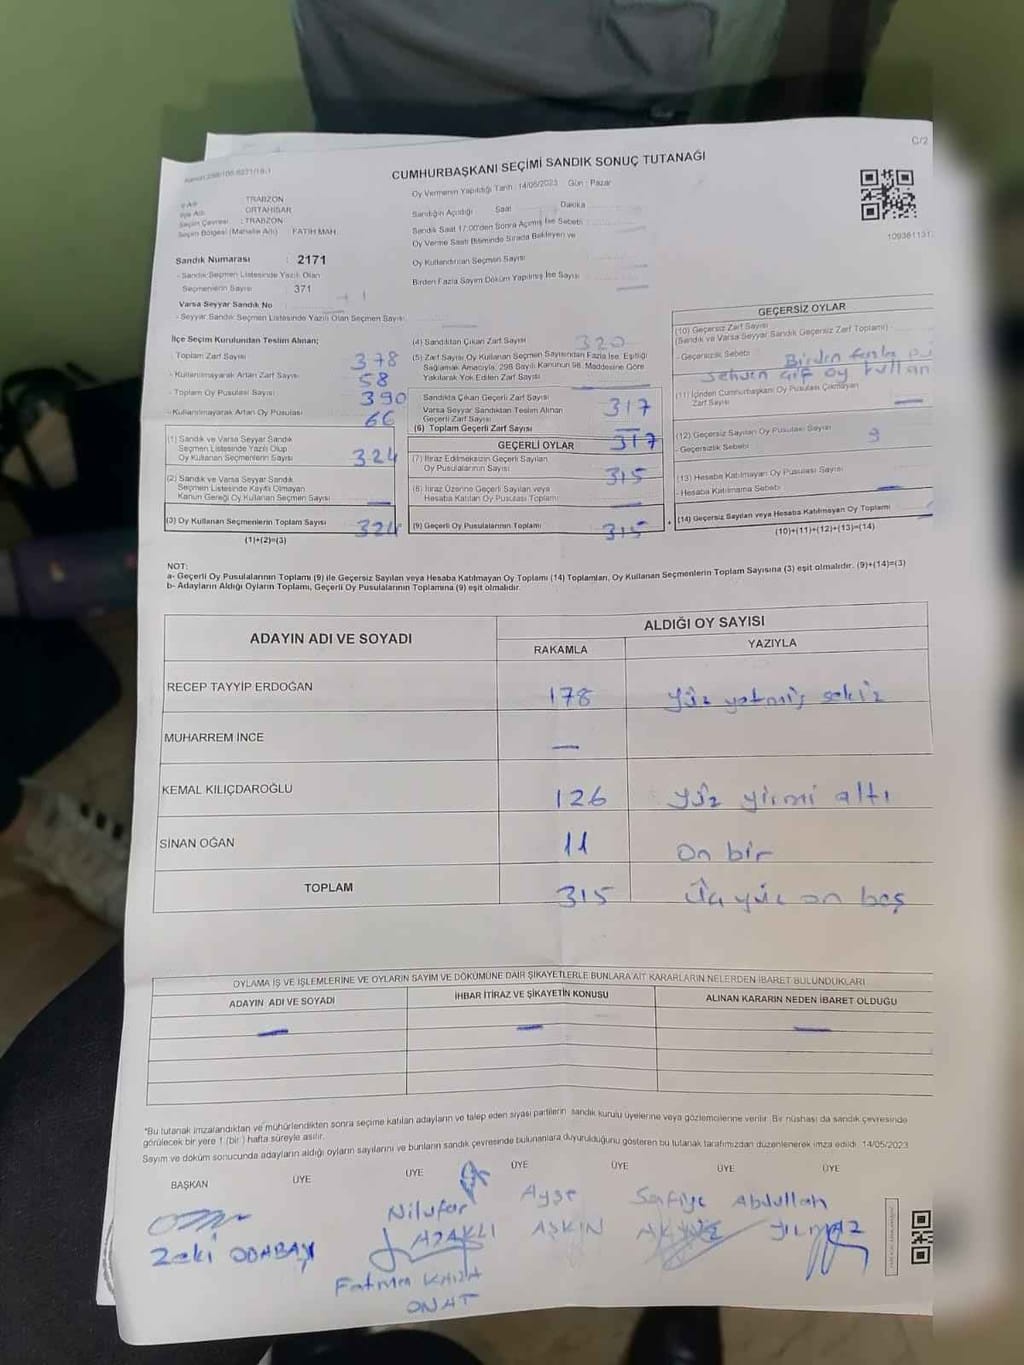 C/2
CUMHURBAŞKANI SEÇİMİ SANDIK SONUÇ TUTANAĞI
Oy Vermenin Yapıldığı Tarih : 14/05/2023 Gün : Pazar
İl Adı : TRABZON
İlçe Adı : ORTAHİSAR
Seçim Çevresi : TRABZON
Seçim Bölgesi (Mahalle Adı) FATİH MAH.
Sandığın Açıldığı Saat Dakika
Sandık Saat 17:00'den Sonra Açılmış İse Sebebi
Oy Verme Saati Bitiminde Sırada Bekleyen ve
Oy Kullandırılan Seçmen Sayısı
Birden Fazla Sayım Döküm Yapılmış İse Sayısı
Sandık Numarası : 2171
- Sandık Seçmen Listesinde Yazılı Olan
Seçmenlerin Sayısı : 371
Varsa Seyyar Sandık No
- Seyyar Sandık Seçmen Listesinde Yazılı Olan Seçmen Sayısı
İlçe Seçim Kurulundan Teslim Alınan;
- Toplam Zarf Sayısı 378
- Kullanılmayarak Artan Zarf Sayısı 58
- Toplam Oy Pusulası Sayısı 390
- Kullanılmayarak Artan Oy Pusulası 66
(1) Sandık ve Varsa Seyyar Sandık
Seçmen Listesinde Yazılı Olup
Oy Kullanan Seçmenlerin Sayısı 324
(2) Sandık ve Varsa Seyyar Sandık
Seçmen Listesinde Kayıtlı Olmayan
Kanun Gereği Oy Kullanan Seçmen Sayısı —
(3) Oy Kullanan Seçmenlerin Toplam Sayısı 324
(1)+(2)=(3)
(4) Sandıktan Çıkan Zarf Sayısı 320
(5) Zarf Sayısı Oy Kullanan Seçmen Sayısından Fazla İse, Eşitliği
Sağlamak Amacıyla, 298 Sayılı Kanunun 98. Maddesine Göre
Yakılarak Yok Edilen Zarf Sayısı —
Sandıkta Çıkan Geçerli Zarf Sayısı 317
Varsa Seyyar Sandıktan Teslim Alınan
Geçerli Zarf Sayısı —
(6) Toplam Geçerli Zarf Sayısı 317
GEÇERLİ OYLAR
(7) İtiraz Edilmeksizin Geçerli Sayılan
Oy Pusulalarının Sayısı 315
(8) İtiraz Üzerine Geçerli Sayılan veya
Hesaba Katılan Oy Pusulası Toplamı —
(9) Geçerli Oy Pusulalarının Toplamı 315
GEÇERSİZ OYLAR
(10) Geçersiz Zarf Sayısı
(Sandık ve Varsa Seyyar Sandık Geçersiz Zarf Toplamı)
- Geçersizlik Sebebi Birden fazla
Sehven çift oy kullan
(11) İçinden Cumhurbaşkanı Oy Pusulası Çıkmayan
Zarf Sayısı —
(12) Geçersiz Sayılan Oy Pusulası Sayısı 9
- Geçersizlik Sebebi
(13) Hesaba Katılmayan Oy Pusulası Sayısı
- Hesaba Katılmama Sebebi —
(14) Geçersiz Sayılan veya Hesaba Katılmayan Oy Toplamı
(10)+(11)+(12)+(13)=(14)
NOT:
a- Geçerli Oy Pusulalarının Toplamı (9) ile Geçersiz Sayılan veya Hesaba Katılmayan Oy Toplamı (14) Toplamları, Oy Kullanan Seçmenlerin Toplam Sayısına (3) eşit olmalıdır. (9)+(14)=(3)
b- Adayların Aldığı Oyların Toplamı, Geçerli Oy Pusulalarının Toplamına (9) eşit olmalıdır.
ADAYIN ADI VE SOYADI ALDIĞI OY SAYISI
RAKAMLA YAZIYLA
RECEP TAYYİP ERDOĞAN 178 Yüz yetmiş sekiz
MUHARREM İNCE —
KEMAL KILIÇDAROĞLU 126 Yüz yirmi altı
SİNAN OĞAN 11 On bir
TOPLAM 315 Üç yüz on beş
OYLAMA İŞ VE İŞLEMLERİNE VE OYLARIN SAYIM VE DÖKÜMÜNE DAİR ŞİKAYETLERLE BUNLARA AİT KARARLARIN NELERDEN İBARET BULUNDUKLARI
ADAYIN ADI VE SOYADI İHBAR İTİRAZ VE ŞİKAYETİN KONUSU ALINAN KARARIN NEDEN İBARET OLDUĞU
— — —
*Bu tutanak imzalandıktan ve mühürlendikten sonra seçime katılan adayların ve talep eden siyasi partilerin sandık kurulu üyelerine veya gözlemcilerine verilir. Bir nüshası da sandık çevresinde
görülecek bir yere 1 (bir) hafta süreyle asılır.
Sayım ve döküm sonucunda adayların aldığı oyların sayılarını ve bunların sandık çevresinde bulunanlara duyurulduğunu gösteren bu tutanak tarafımızdan düzenlenerek imza edildi. 14/05/2023
BAŞKAN ÜYE ÜYE ÜYE ÜYE ÜYE ÜYE
Nilüfer Ayşe Safiye Abdullah
Zeki ODABAŞ AŞKIN YILMAZ
Fatma KAYA
ONAT